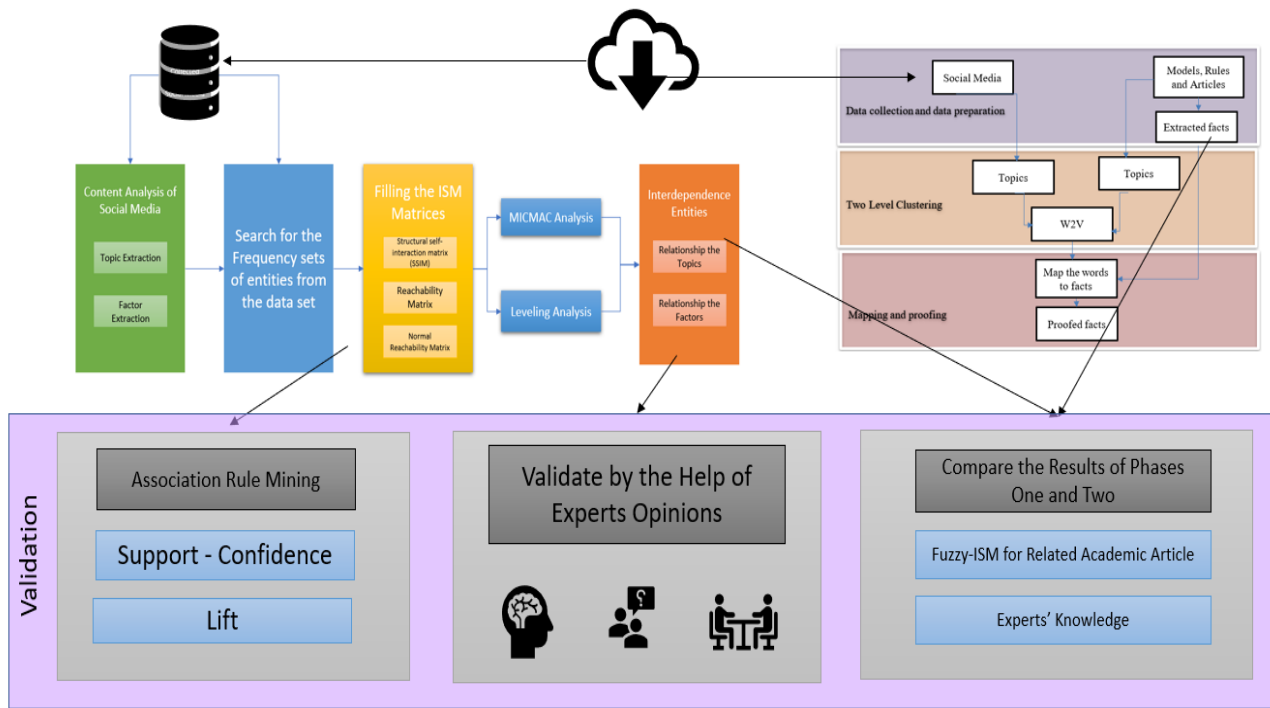 Content Analysis of
Social Media
Topic Extraction
Factor
Extraction
Search for the
Frequency sets
of entities from
the data set
Filling the ISM
Matrices
Structural self-
interaction matrix
(SSIM)
Reachability
Matrix
Normal
Reachability Matrix
MICMAC Analysis
Leveling Analysis
Interdependence
Entities
Relationship the
Topics
Relationship the
Factors
Social Media
Models, Rules
and Articles
Data collection and data preparation
Extracted facts
Topics
Topics
Two Level Clustering
W2V
Map the words
to facts
Mapping and proofing
Proofed facts
Validation
Association Rule Mining
Support - Confidence
Lift
Validate by the Help of
Experts Opinions
?
Compare the Results of Phases
One and Two
Fuzzy-ISM for Related Academic Article
Experts' Knowledge